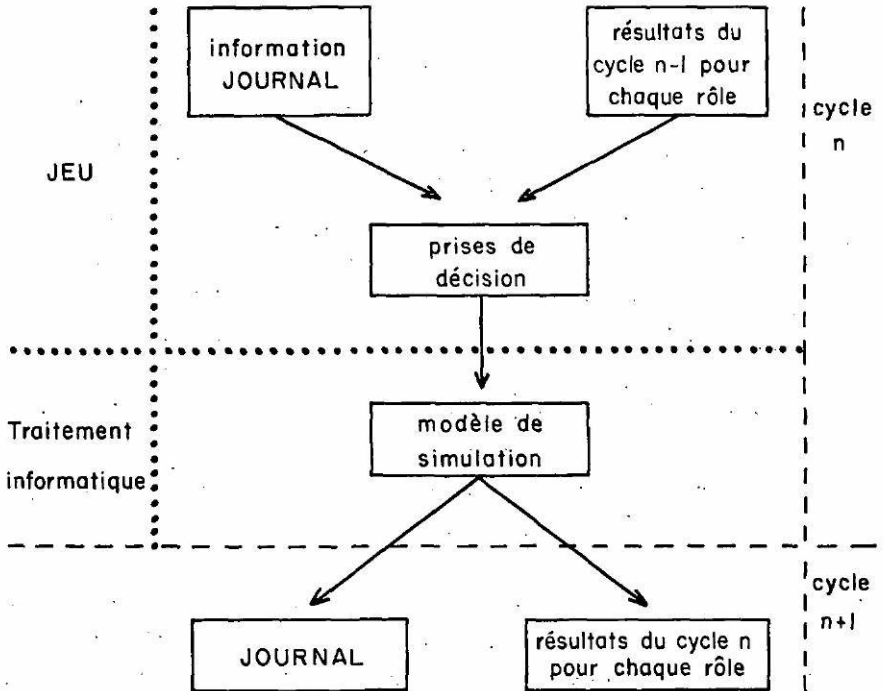 information
JOURNAL
résultats du
cycle n-1 pour
chaque rôle
cycle
n
JEU
prises de
décision
Traitement
informatique
modèle de
simulation
cycle
n+1
JOURNAL
résultats du cycle n
pour chaque rôle